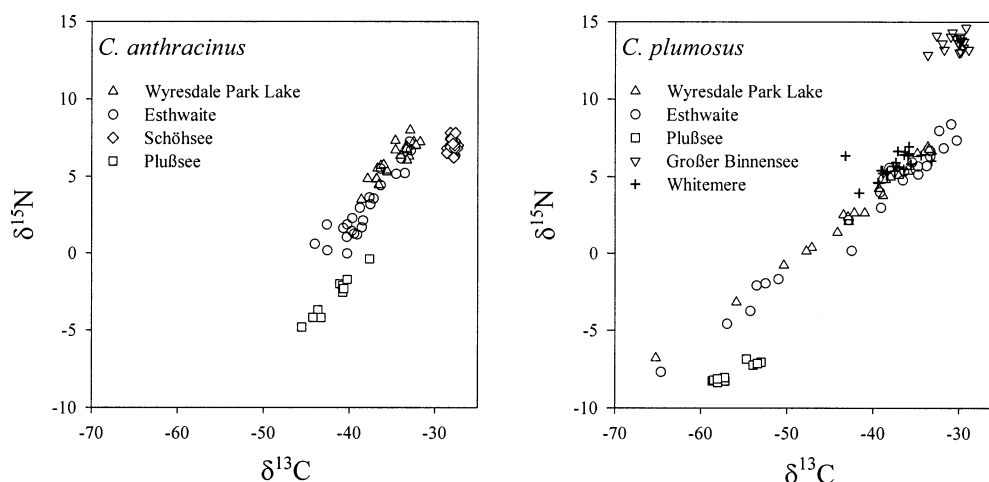 C. anthracinus
Wyresdale Park Lake
Esthwaite
Schöhsee
Plußsee
δ15N
15
10
5
0
-5
-10
-70
-60
-50
-40
-30
δ13C
C. plumosus
Wyresdale Park Lake
Esthwaite
Plußsee
Großer Binnensee
Whitemere
δ15N
15
10
5
0
-5
-10
-70
-60
-50
-40
-30
δ13C